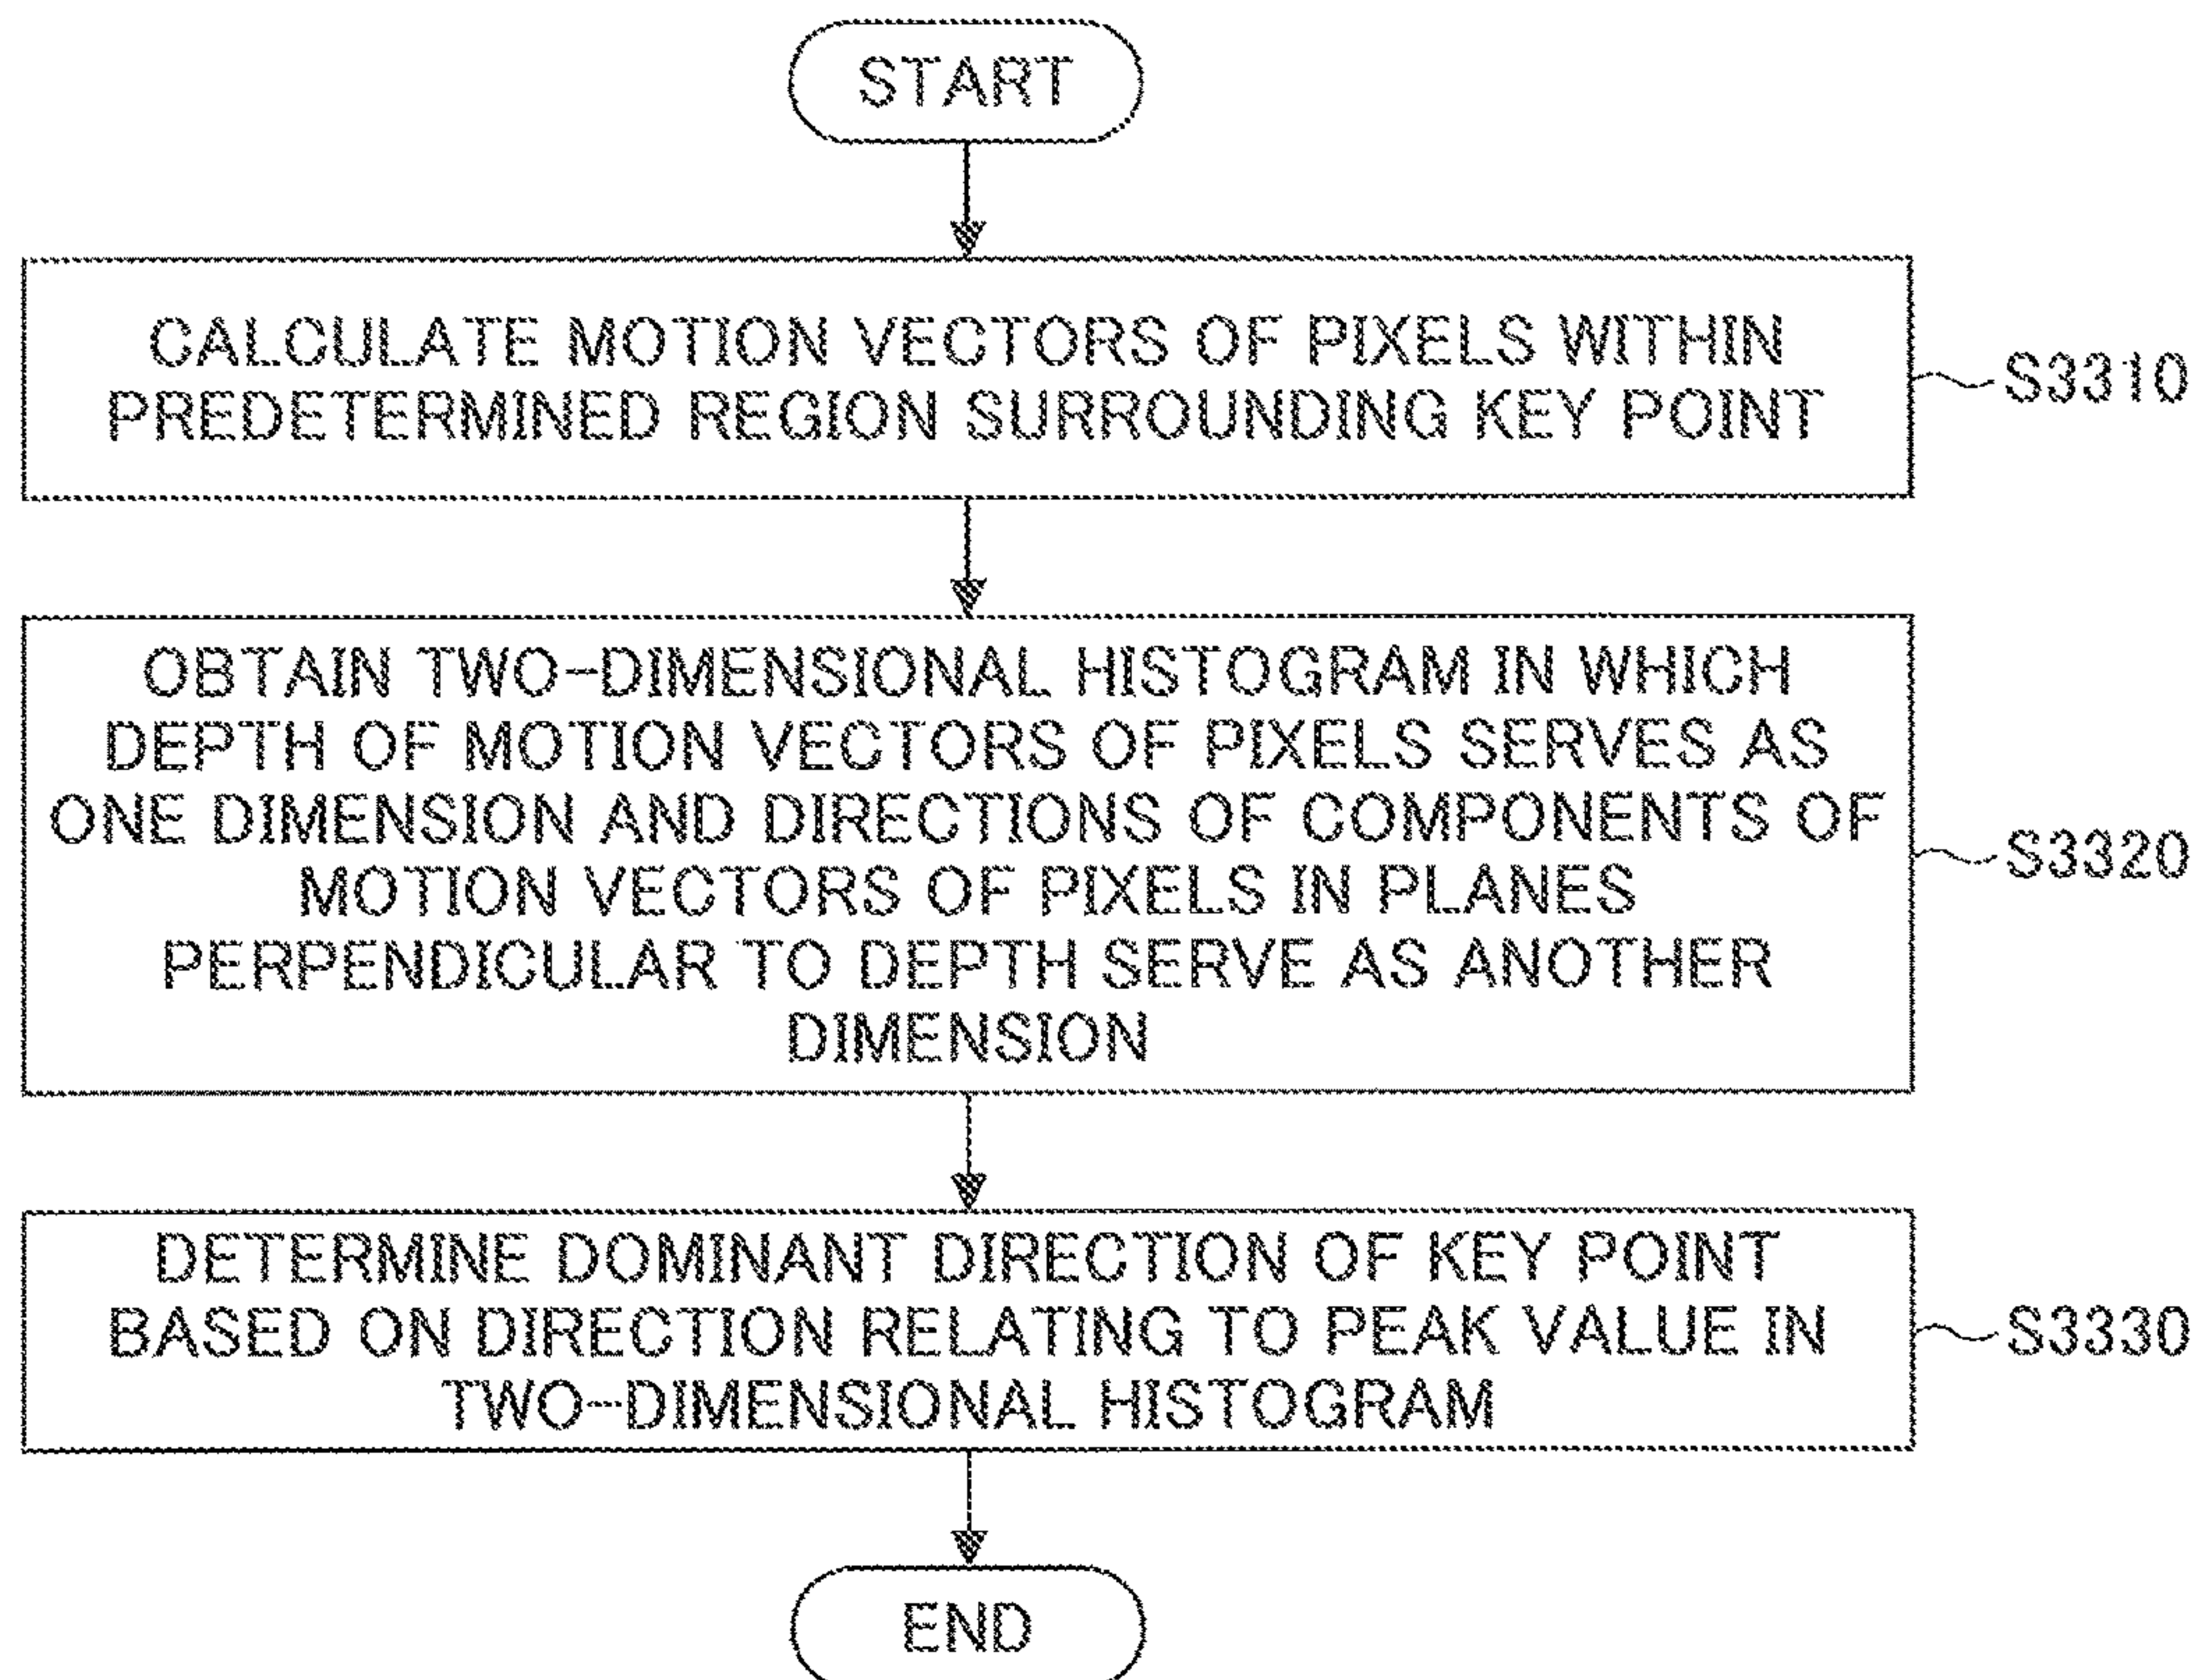 START
CALCULATE MOTION VECTORS OF PIXELS WITHIN
PREDETERMINED REGION SURROUNDING KEY POINT
S3310
OBTAIN TWO-DIMENSIONAL HISTOGRAM IN WHICH
DEPTH OF MOTION VECTORS OF PIXELS SERVES AS
ONE DIMENSION AND DIRECTIONS OF COMPONENTS OF
MOTION VECTORS OF PIXELS IN PLANES
PERPENDICULAR TO DEPTH SERVE AS ANOTHER
DIMENSION
S3320
DETERMINE DOMINANT DIRECTION OF KEY POINT
BASED ON DIRECTION RELATING TO PEAK VALUE IN
TWO-DIMENSIONAL HISTOGRAM
S3330
END